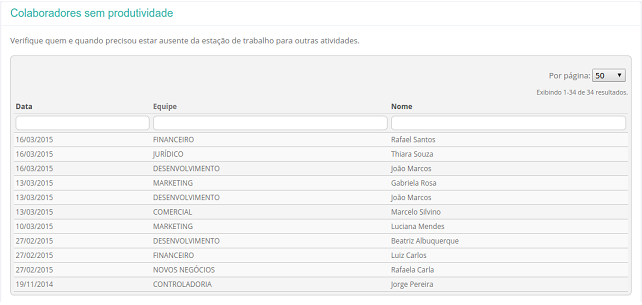 Colaboradores sem produtividade
Verifique quem e quando precisou estar ausente da estação de trabalho para outras atividades.
Por página: 50
Exibindo 1-34 de 34 resultados.
Data Equipe Nome
16/03/2015 FINANCEIRO Rafael Santos
16/03/2015 JURÍDICO Thiara Souza
16/03/2015 DESENVOLVIMENTO João Marcos
13/03/2015 MARKETING Gabriela Rosa
13/03/2015 DESENVOLVIMENTO João Marcos
13/03/2015 COMERCIAL Marcelo Silvino
10/03/2015 MARKETING Luciana Mendes
27/02/2015 DESENVOLVIMENTO Beatriz Albuquerque
27/02/2015 FINANCEIRO Luiz Carlos
27/02/2015 NOVOS NEGÓCIOS Rafaela Carla
19/11/2014 CONTROLADORIA Jorge Pereira